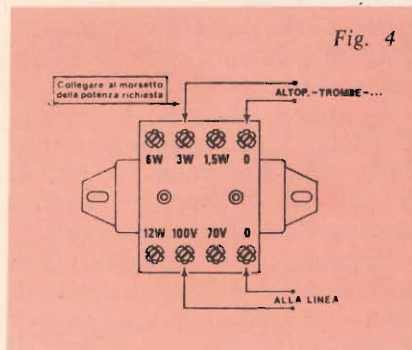 Fig. 4
Collegare al morsetto
della potenza richiesta
ALTOP.-TROMBE-...
6W 3W 1,5W 0
12W 100V 70V 0
ALLA LINEA